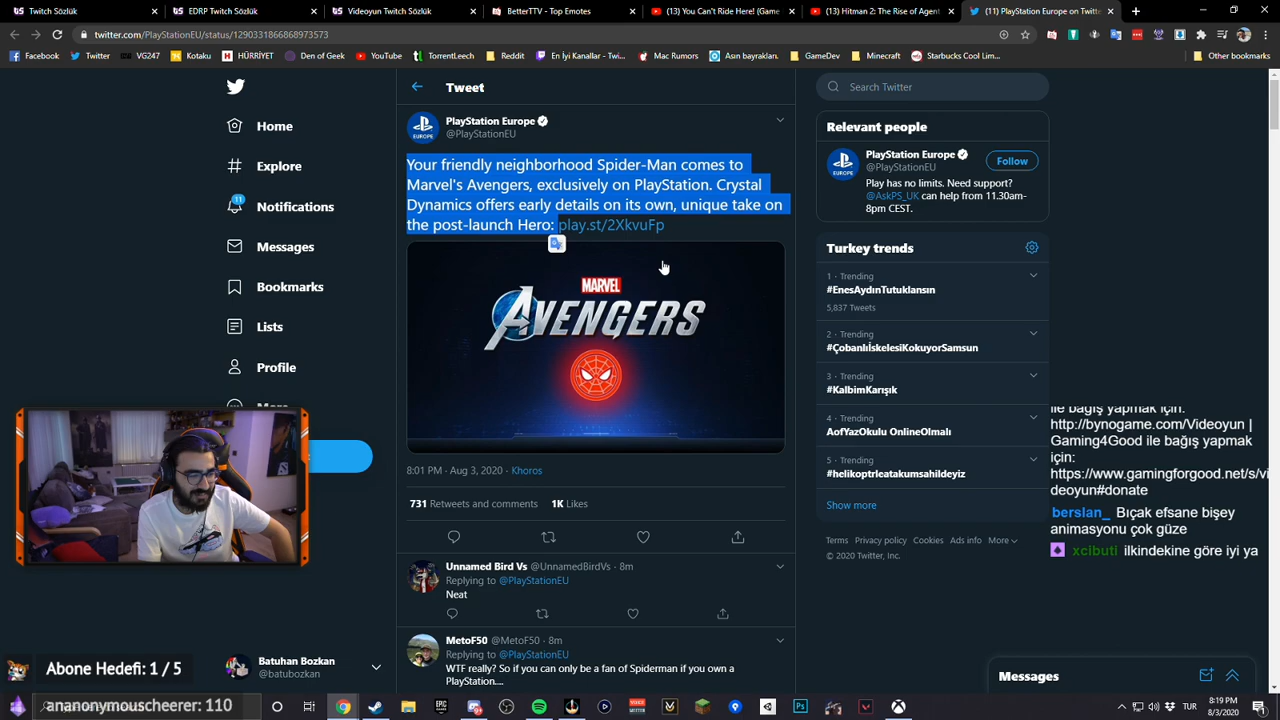 Twitch Sözlük
EDRP Twitch Sözlük
Videoyun Twitch Sözlük
BetterTTV - Top Emotes
(13) You Can't Ride Here! (Game
(13) Hitman 2: The Rise of Agent
(11) PlayStation Europe on Twitter
twitter.com/PlayStationEU/status/1290331866868973573
Facebook
Twitter
VG247
Kotaku
HÜRRİYET
Den of Geek
YouTube
TorrentLeech
Reddit
En İyi Kanallar - Twi...
Mac Rumors
Asın bayrakları.
GameDev
Minecraft
Starbucks Cool Lim...
Other bookmarks
Home
Explore
11
Notifications
Messages
Bookmarks
Lists
Profile
Tweet
PlayStation Europe
@PlayStationEU
Your friendly neighborhood Spider-Man comes to
Marvel's Avengers, exclusively on PlayStation. Crystal
Dynamics offers early details on its own, unique take on
the post-launch Hero: play.st/2XkvuFp
MARVEL
AVENGERS
8:01 PM · Aug 3, 2020 · Khoros
731 Retweets and comments 1K Likes
Unnamed Bird Vs @UnnamedBirdVs · 8m
Replying to @PlayStationEU
Neat
MetoF50 @MetoF50 · 8m
Replying to @PlayStationEU
WTF really? So if you can only be a fan of Spiderman if you own a
PlayStation....
Search Twitter
Relevant people
EUROPE
PlayStation Europe
@PlayStationEU
Follow
Play has no limits. Need support?
@AskPS_UK can help from 11.30am-
8pm CEST.
Turkey trends
1 · Trending
#EnesAydınTutuklansın
5,837 Tweets
2 · Trending
#ÇobanlıİskelesiKokuyorSamsun
3 · Trending
#KalbimKarışık
4 · Trending
AofYazOkulu OnlineOlmalı
5 · Trending
#helikoptrleatakumsahildeyiz
Show more
Terms Privacy policy Cookies Ads info More
© 2020 Twitter, Inc.
ile bağış yapmak için:
http://bynogame.com/Videoyun |
Gaming4Good ile bağış yapmak
için:
https://www.gamingforgood.net/s/vi
deoyun#donate
berslan_ Bıçak efsane bişey
animasyonu çok güze
xcibuti ilkindekine göre iyi ya
Messages
Abone Hedefi: 1 / 5
Batuhan Bozkan
@batubozkan
ananonymouscheerer: 110
TUR
8:19 PM
8/3/2020